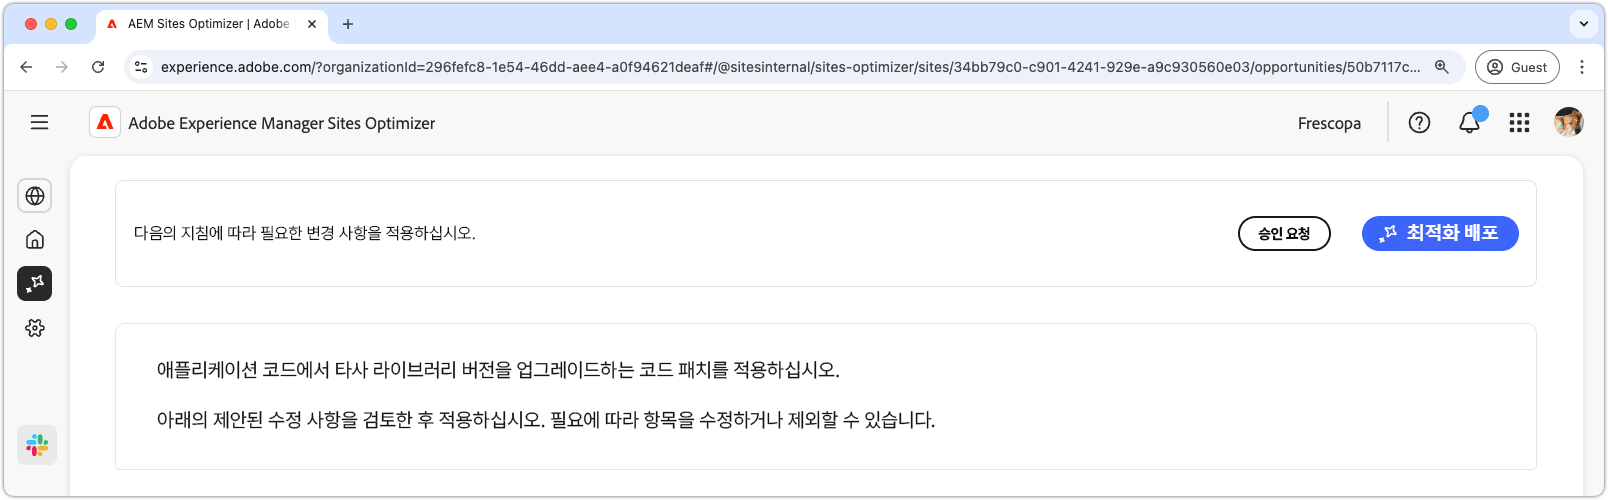 AEM Sites Optimizer | Adobe
experience.adobe.com/?organizationId=296fefc8-1e54-46dd-aee4-a0f94621deaf#/@sitesinternal/sites-optimizer/sites/34bb79c0-c901-4241-929e-a9c930560e03/opportunities/50b7117c...
Guest
Adobe Experience Manager Sites Optimizer
Frescopa
다음의 지침에 따라 필요한 변경 사항을 적용하십시오.
승인 요청
최적화 배포
애플리케이션 코드에서 타사 라이브러리 버전을 업그레이드하는 코드 패치를 적용하십시오.
아래의 제안된 수정 사항을 검토한 후 적용하십시오. 필요에 따라 항목을 수정하거나 제외할 수 있습니다.